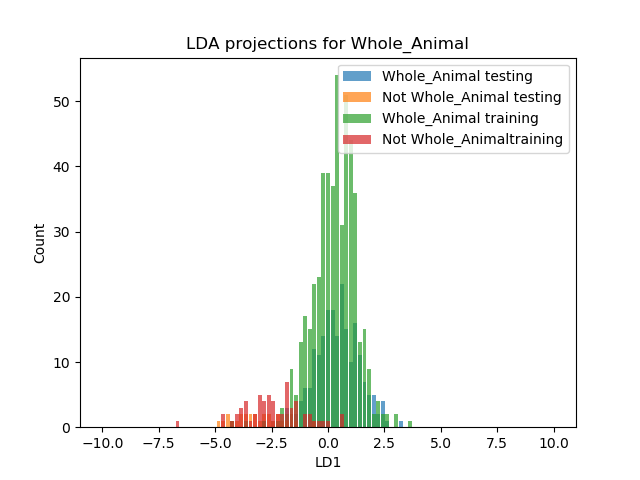 LDA projections for Whole_Animal
Whole_Animal testing
Not Whole_Animal testing
Whole_Animal training
Not Whole_Animaltraining
Count
50
40
30
20
10
0
−10.0 −7.5 −5.0 −2.5 0.0 2.5 5.0 7.5 10.0
LD1